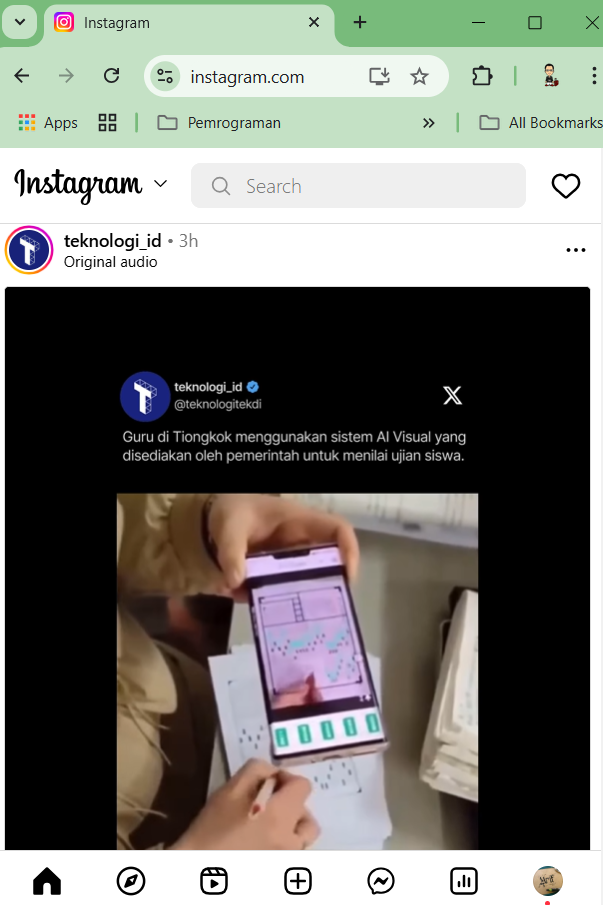 Instagram
instagram.com
Apps
Pemrograman
All Bookmarks
Instagram
Search
teknologi_id • 3h
Original audio
teknologi_id
@teknologitekdi
Guru di Tiongkok menggunakan sistem AI Visual yang
disediakan oleh pemerintah untuk menilai ujian siswa.